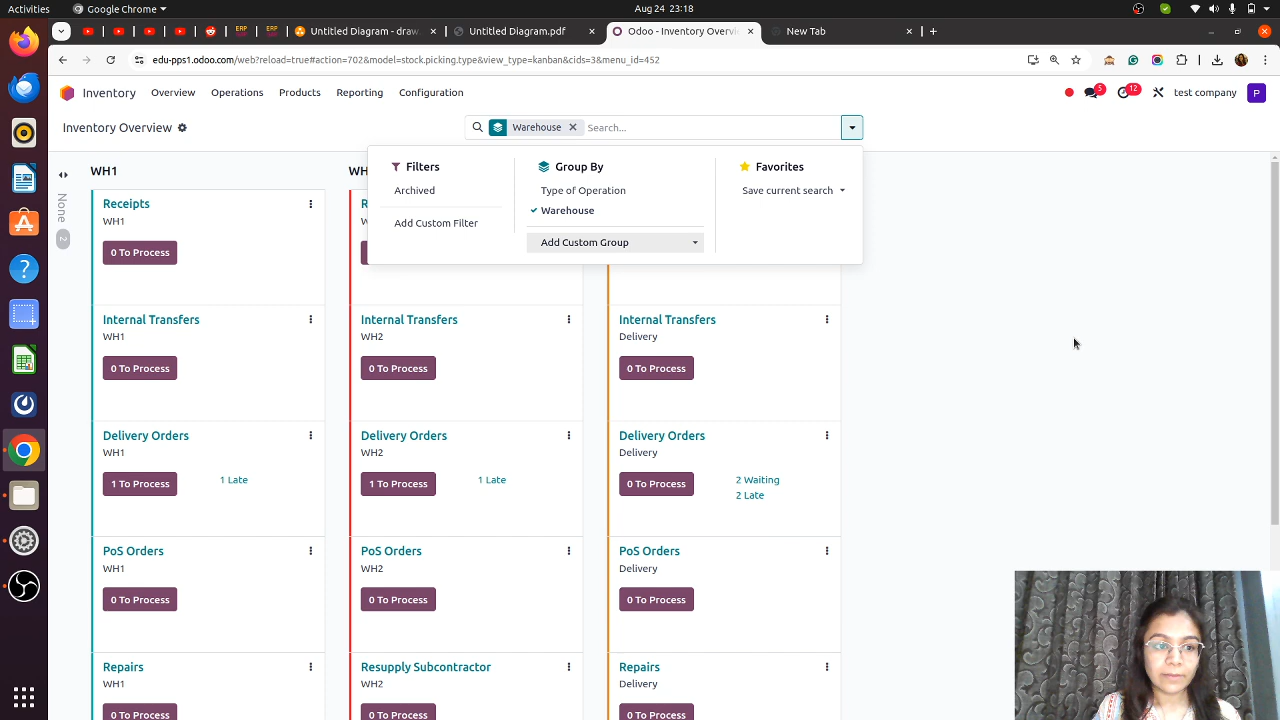 Activities
Google Chrome
Aug 24 23:18
ERP
ERP
Untitled Diagram - draw.
Untitled Diagram.pdf
Odoo - Inventory Overvi
New Tab
edu-pps1.odoo.com/web?reload=true#action=702&model=stock.picking.type&view_type=kanban&cids=3&menu_id=452
Inventory
Overview
Operations
Products
Reporting
Configuration
5
12
test company
P
Inventory Overview
Warehouse
Search...
Filters
Archived
Add Custom Filter
Group By
Type of Operation
Warehouse
Add Custom Group
Favorites
Save current search
None
2
WH1
Receipts
WH1
0 To Process
Internal Transfers
WH1
0 To Process
Delivery Orders
WH1
1 To Process
1 Late
PoS Orders
WH1
0 To Process
Repairs
WH1
0 To Process
Internal Transfers
WH2
0 To Process
Delivery Orders
WH2
1 To Process
1 Late
PoS Orders
WH2
0 To Process
Resupply Subcontractor
WH2
0 To Process
Internal Transfers
Delivery
0 To Process
Delivery Orders
Delivery
0 To Process
2 Waiting
2 Late
PoS Orders
Delivery
0 To Process
Repairs
Delivery
0 To Process